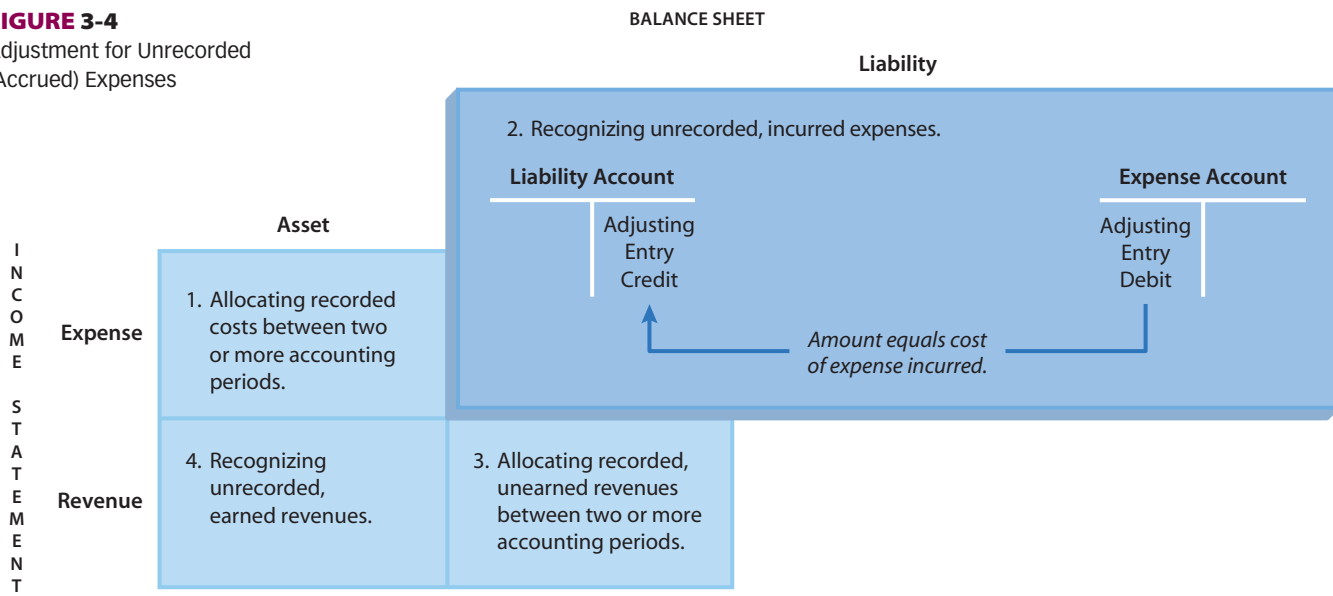 IGURE 3-4
djustment for Unrecorded
Accrued) Expenses
BALANCE SHEET
Liability
2. Recognizing unrecorded, incurred expenses.
Liability Account
Expense Account
Adjusting
Entry
Credit
Adjusting
Entry
Debit
Amount equals cost
of expense incurred.
Asset
INCOME STATEMENT
Expense
1. Allocating recorded
costs between two
or more accounting
periods.
Revenue
4. Recognizing
unrecorded,
earned revenues.
3. Allocating recorded,
unearned revenues
between two or more
accounting periods.